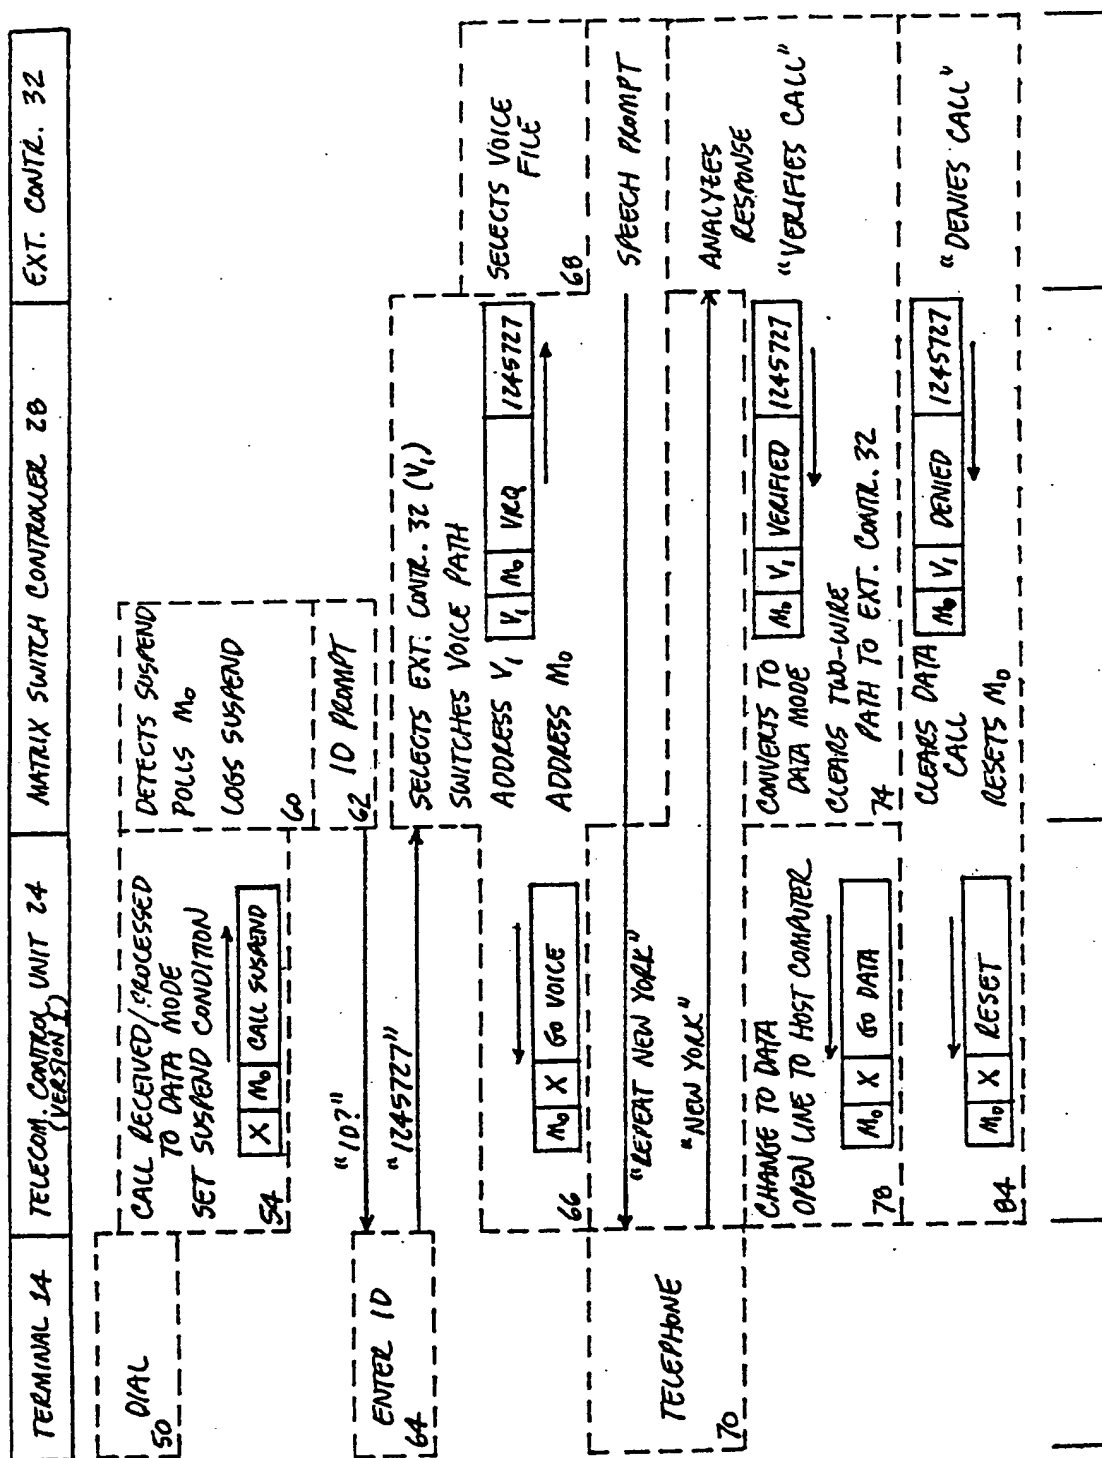 TERMINAL 14
TELECOM. CONTROL UNIT 24
(VERSION 1)
MATRIX SWITCH CONTROLLER 28
EXT. CONTR. 32
DIAL
50
CALL RECEIVED/PROCESSED
TO DATA MODE
SET SUSPEND CONDITION
X M₀ CALL SUSPEND
54
DETECTS SUSPEND
POLLS M₀
LOGS SUSPEND
60
ID PROMPT
62
"ID?"
ENTER ID
64
"1245727"
SELECTS EXT. CONTR. 32 (V₁)
SWITCHES VOICE PATH
ADDRESS V₁
V₁ M₀ VRQ 1245727
ADDRESS M₀
SELECTS VOICE
FILE
68
M₀ X GO VOICE
66
SPEECH PROMPT
"REPEAT NEW YORK"
"NEW YORK"
TELEPHONE
70
ANALYZES
RESPONSE
"VERIFIES CALL"
CONVERTS TO
DATA MODE
M₀ V₁ VERIFIED 1245727
CLEARS TWO-WIRE
PATH TO EXT. CONTR. 32
74
CHANGE TO DATA
OPEN LINE TO HOST COMPUTER
M₀ X GO DATA
78
"DENIES CALL"
CLEARS DATA
CALL
M₀ V₁ DENIED 1245727
RESETS M₀
M₀ X RESET
84